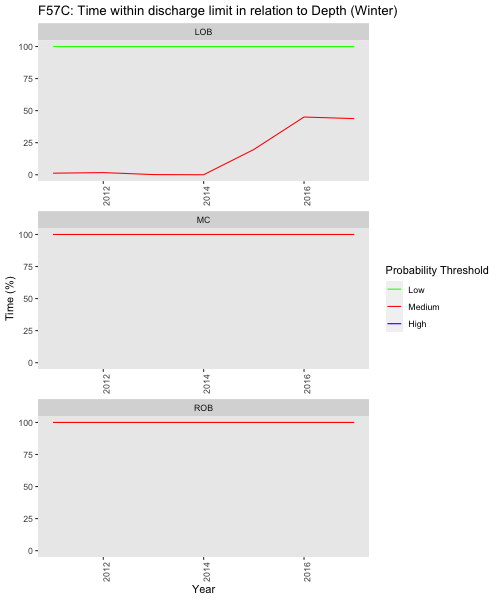 F57C: Time within discharge limit in relation to Depth (Winter)
LOB
100
75
50
25
0
2012
2014
2016
MC
100
75
50
25
0
2012
2014
2016
ROB
100
75
50
25
0
2012
2014
2016
Time (%)
Year
Probability Threshold
Low
Medium
High